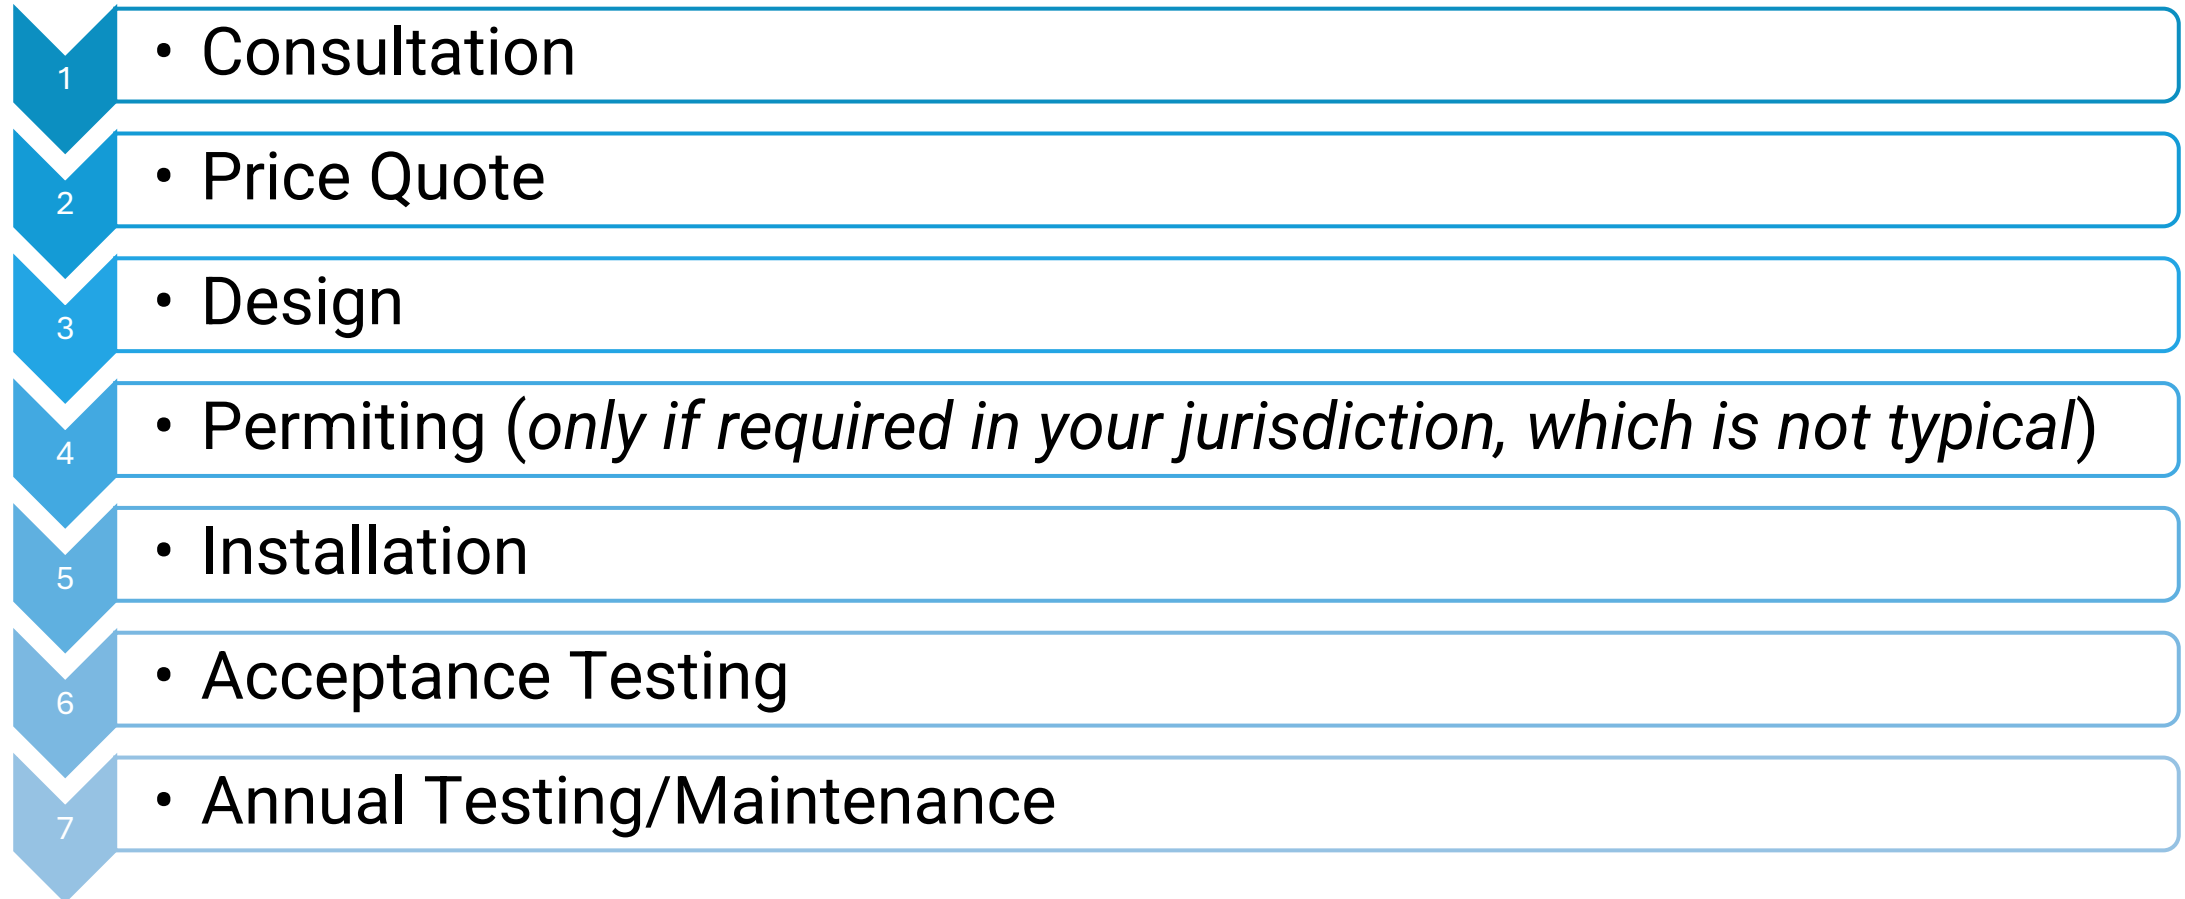 1
• Consultation
2
• Price Quote
3
• Design
4
• Permiting (only if required in your jurisdiction, which is not typical)
5
• Installation
6
• Acceptance Testing
7
• Annual Testing/Maintenance